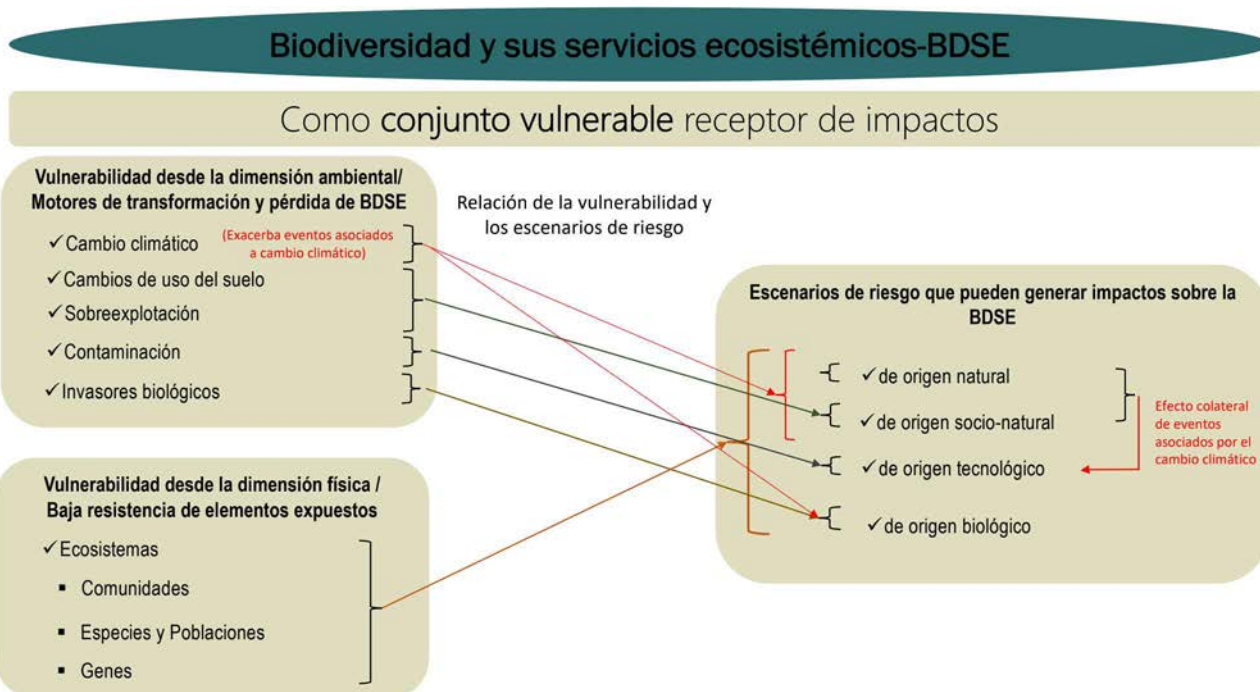 Biodiversidad y sus servicios ecosistémicos-BDSE
Como conjunto vulnerable receptor de impactos
Vulnerabilidad desde la dimensión ambiental/
Motores de transformación y pérdida de BDSE
✓Cambio climático
(Exacerba eventos asociados
a cambio climático)
✓Cambios de uso del suelo
✓Sobreexplotación
✓Contaminación
✓Invasores biológicos
Relación de la vulnerabilidad y
los escenarios de riesgo
Vulnerabilidad desde la dimensión física /
Baja resistencia de elementos expuestos
✓Ecosistemas
▪ Comunidades
▪ Especies y Poblaciones
▪ Genes
Escenarios de riesgo que pueden generar impactos sobre la
BDSE
✓de origen natural
✓de origen socio-natural
✓de origen tecnológico
✓de origen biológico
Efecto colateral
de eventos
asociados por el
cambio climático